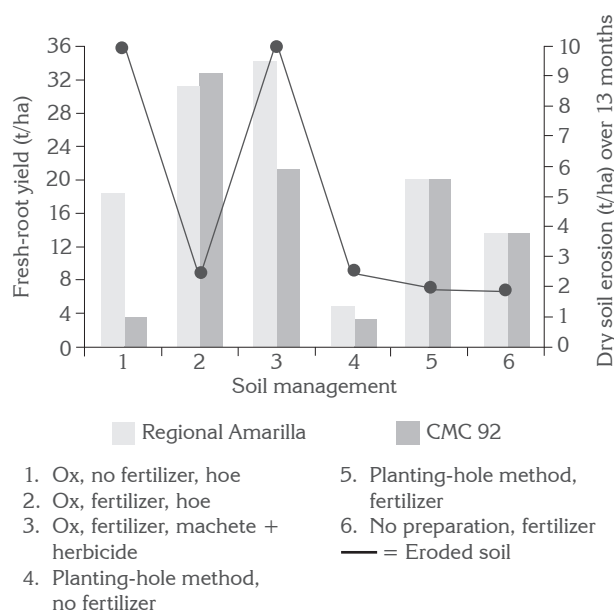 Fresh-root yield (t/ha)
36
32
28
24
20
16
12
8
4
0
10
9
8
7
6
5
4
3
2
1
0
Dry soil erosion (t/ha) over 13 months
1 2 3 4 5 6
Soil management
Regional Amarilla CMC 92
1. Ox, no fertilizer, hoe
2. Ox, fertilizer, hoe
3. Ox, fertilizer, machete +
herbicide
4. Planting-hole method,
no fertilizer
5. Planting-hole method,
fertilizer
6. No preparation, fertilizer
= Eroded soil